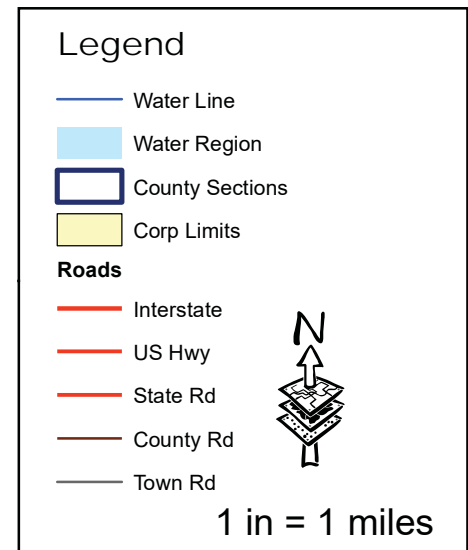 Legend
Water Line
Water Region
County Sections
Corp Limits
Roads
Interstate
US Hwy
State Rd
County Rd
Town Rd
N
1 in = 1 miles